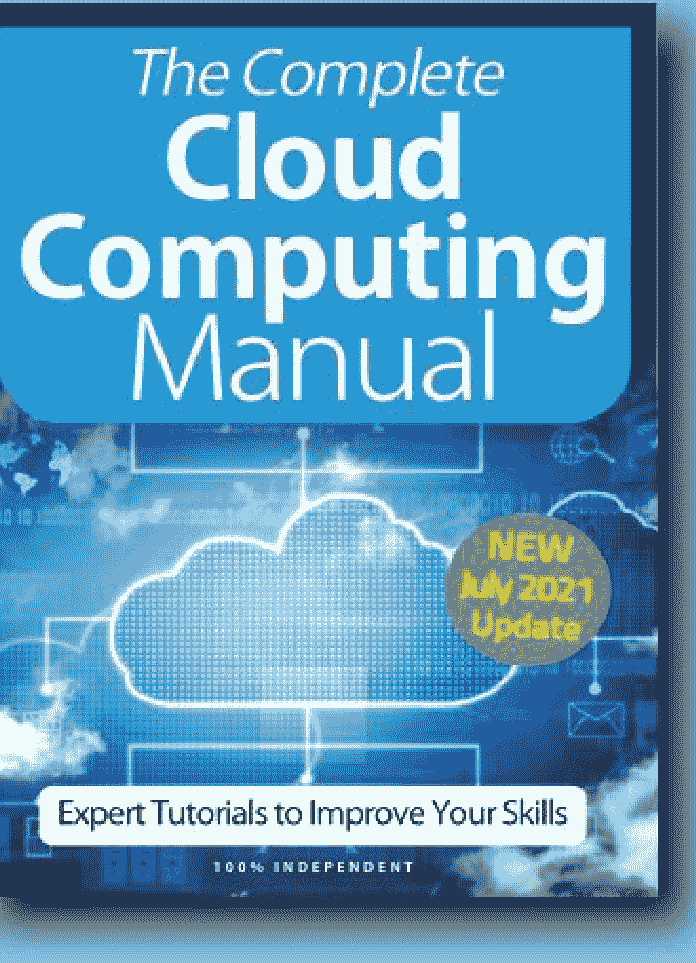 The Complete
Cloud
Computing
Manual
NEW
July 2021
Update
Expert Tutorials to Improve Your Skills
100% INDEPENDENT